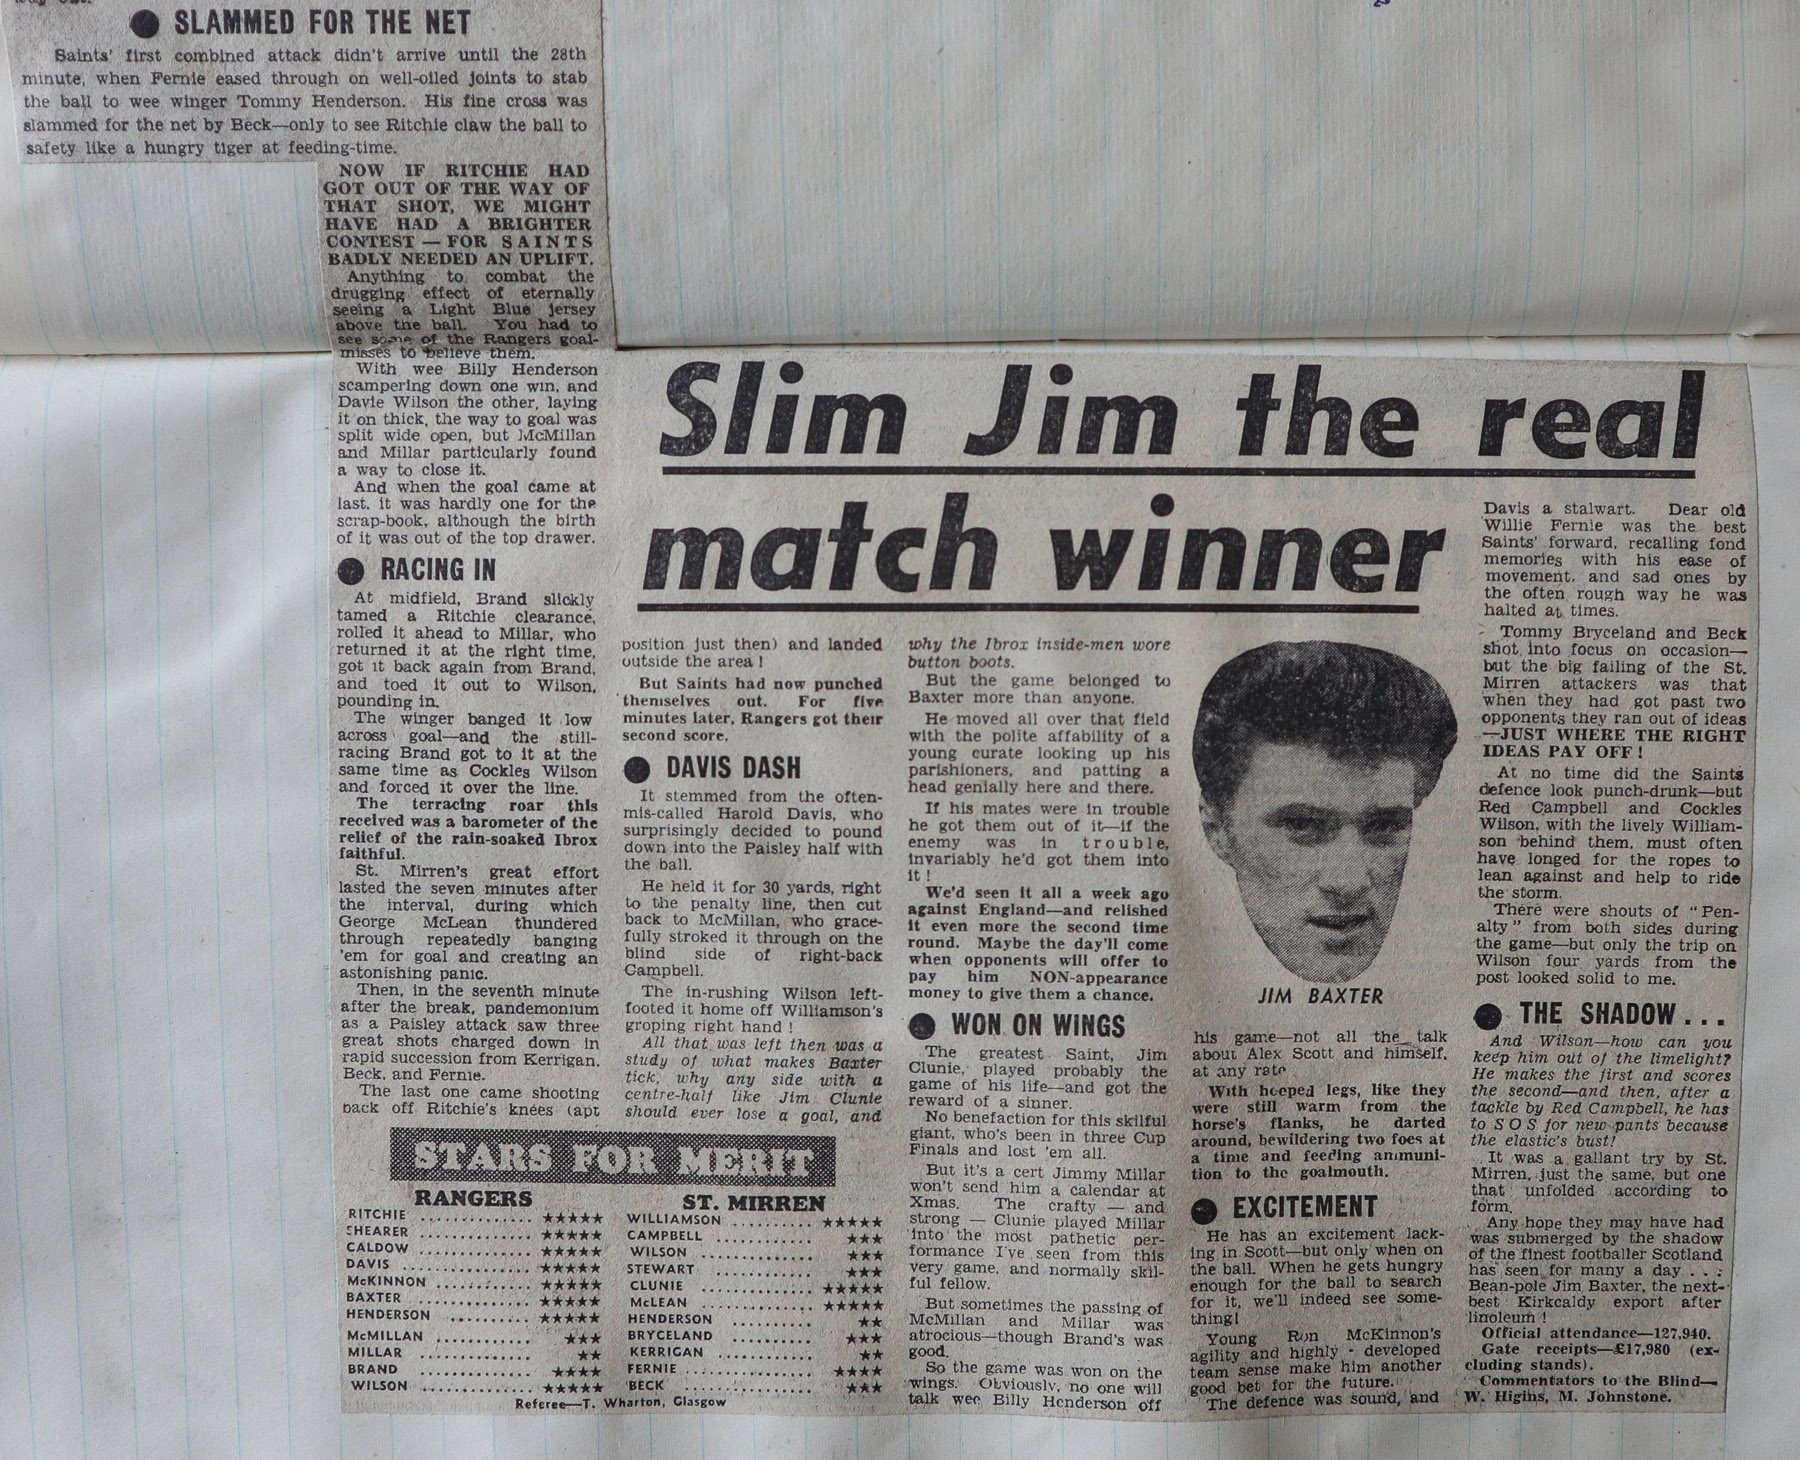 ● SLAMMED FOR THE NET
Saints' first combined attack didn't arrive until the 28th
minute, when Fernie eased through on well-oiled joints to stab
the ball to wee winger Tommy Henderson. His fine cross was
slammed for the net by Beck—only to see Ritchie claw the ball to
safety like a hungry tiger at feeding-time.
NOW IF RITCHIE HAD
GOT OUT OF THE WAY OF
THAT SHOT, WE MIGHT
HAVE HAD A BRIGHTER
CONTEST — FOR SAINTS
BADLY NEEDED AN UPLIFT.
Anything to combat the
drugging effect of eternally
seeing a Light Blue jersey
above the ball. You had to
see some of the Rangers goal-
misses to believe them.
With wee Billy Henderson
scampering down one win, and
Davie Wilson the other, laying
it on thick, the way to goal was
split wide open, but McMillan
and Millar particularly found
a way to close it.
And when the goal came at
last, it was hardly one for the
scrap-book, although the birth
of it was out of the top drawer.
● RACING IN
At midfield, Brand slickly
tamed a Ritchie clearance,
rolled it ahead to Millar, who
returned it at the right time,
got it back again from Brand,
and toed it out to Wilson,
pounding in.
The winger banged it low
across goal—and the still-
racing Brand got to it at the
same time as Cockles Wilson
and forced it over the line.
The terracing roar this
received was a barometer of the
relief of the rain-soaked Ibrox
faithful.
St. Mirren's great effort
lasted the seven minutes after
the interval, during which
George McLean thundered
through repeatedly banging
'em for goal and creating an
astonishing panic.
Then, in the seventh minute
after the break, pandemonium
as a Paisley attack saw three
great shots charged down in
rapid succession from Kerrigan,
Beck, and Fernie.
The last one came shooting
back off Ritchie's knees (apt
Slim Jim the real
match winner
position just then) and landed
outside the area !
But Saints had now punched
themselves out. For five
minutes later, Rangers got their
second score.
● DAVIS DASH
It stemmed from the often-
mis-called Harold Davis, who
surprisingly decided to pound
down into the Paisley half with
the ball.
He held it for 30 yards, right
to the penalty line, then cut
back to McMillan, who grace-
fully stroked it through on the
blind side of right-back
Campbell.
The in-rushing Wilson left-
footed it home off Williamson's
groping right hand !
All that was left then was a
study of what makes Baxter
tick, why any side with a
centre-half like Jim Clunie
should ever lose a goal, and
why the Ibrox inside-men wore
button boots.
But the game belonged to
Baxter more than anyone.
He moved all over that field
with the polite affability of a
young curate looking up his
parishioners, and patting a
head genially here and there.
If his mates were in trouble
he got them out of it—if the
enemy was in trouble,
invariably he'd got them into
it !
We'd seen it all a week ago
against England—and relished
it even more the second time
round. Maybe the day'll come
when opponents will offer to
pay him NON-appearance
money to give them a chance.
● WON ON WINGS
The greatest Saint, Jim
Clunie, played probably the
game of his life—and got the
reward of a sinner.
No benefaction for this skilful
giant, who's been in three Cup
Finals and lost 'em all.
But it's a cert Jimmy Millar
won't send him a calendar at
Xmas. The crafty — and
strong — Clunie played Millar
into the most pathetic per-
formance I've seen from this
very game, and normally skil-
ful fellow.
But sometimes the passing of
McMillan and Millar was
atrocious—though Brand's was
good.
So the game was won on the
wings. Obviously, no one will
talk wee Billy Henderson off
JIM BAXTER
his game—not all the talk
about Alex Scott and himself,
at any rate
With hooped legs, like they
were still warm from the
horse's flanks, he darted
around, bewildering two foes at
a time and feeding ammuni-
tion to the goalmouth.
● EXCITEMENT
He has an excitement lack-
ing in Scott—but only when on
the ball. When he gets hungry
enough for the ball to search
for it, we'll indeed see some-
thing!
Young Ron McKinnon's
agility and highly - developed
team sense make him another
good bet for the future.
The defence was sound, and
Davis a stalwart. Dear old
Willie Fernie was the best
Saints' forward, recalling fond
memories with his ease of
movement, and sad ones by
the often rough way he was
halted at times.
Tommy Bryceland and Beck
shot into focus on occasion—
but the big failing of the St.
Mirren attackers was that
when they had got past two
opponents they ran out of ideas
—JUST WHERE THE RIGHT
IDEAS PAY OFF !
At no time did the Saints
defence look punch-drunk—but
Red Campbell and Cockles
Wilson, with the lively William-
son behind them, must often
have longed for the ropes to
lean against and help to ride
the storm.
There were shouts of "Pen-
alty" from both sides during
the game—but only the trip on
Wilson four yards from the
post looked solid to me.
● THE SHADOW . . .
And Wilson—how can you
keep him out of the limelight?
He makes the first and scores
the second—and then, after a
tackle by Red Campbell, he has
to S O S for new pants because
the elastic's bust!
It was a gallant try by St.
Mirren, just the same, but one
that unfolded according to
form.
Any hope they may have had
was submerged by the shadow
of the finest footballer Scotland
has seen for many a day . . .
Bean-pole Jim Baxter, the next-
best Kirkcaldy export after
linoleum !
Official attendance—127,940.
Gate receipts—£17,980 (ex-
cluding stands).
Commentators to the Blind—
W. Higins, M. Johnstone.
STARS FOR MERIT
RANGERS
RITCHIE ............ ★★★★★
SHEARER ............ ★★★★★
CALDOW ............ ★★★★★
DAVIS ............ ★★★★★
McKINNON ............ ★★★★★
BAXTER ............ ★★★★★
HENDERSON ............ ★★★★★
McMILLAN ............ ★★★
MILLAR ............ ★★
BRAND ............ ★★★★
WILSON ............ ★★★★★
ST. MIRREN
WILLIAMSON .......... ★★★★★
CAMPBELL ............ ★★★
WILSON ............ ★★★
STEWART ............ ★★★
CLUNIE ............ ★★★★★
McLEAN ............ ★★★★★
HENDERSON ............ ★★
BRYCELAND ............ ★★★
KERRIGAN ............ ★★
FERNIE ............ ★★★★
BECK ............ ★★★
Referee—T. Wharton, Glasgow